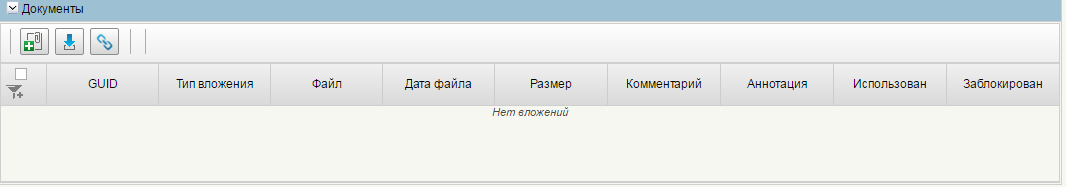 Документы
GUID Тип вложения Файл Дата файла Размер Комментарий Аннотация Использован Заблокирован
Нет вложений